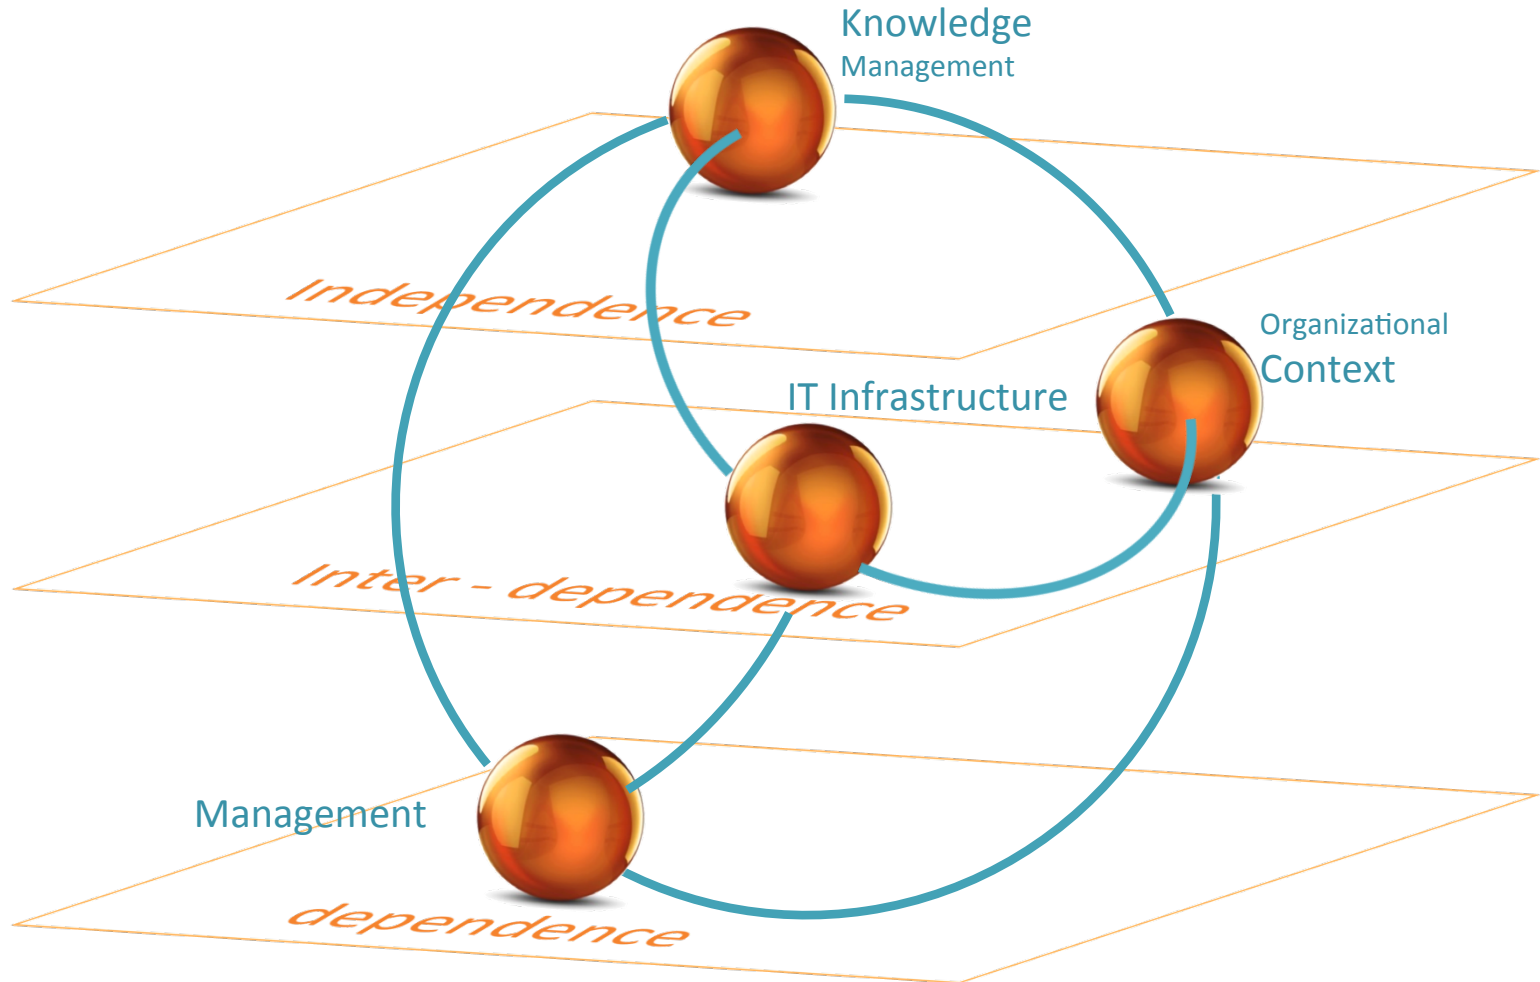 Knowledge
Management
Independence
Organizational
Context
IT Infrastructure
Inter - dependence
Management
dependence